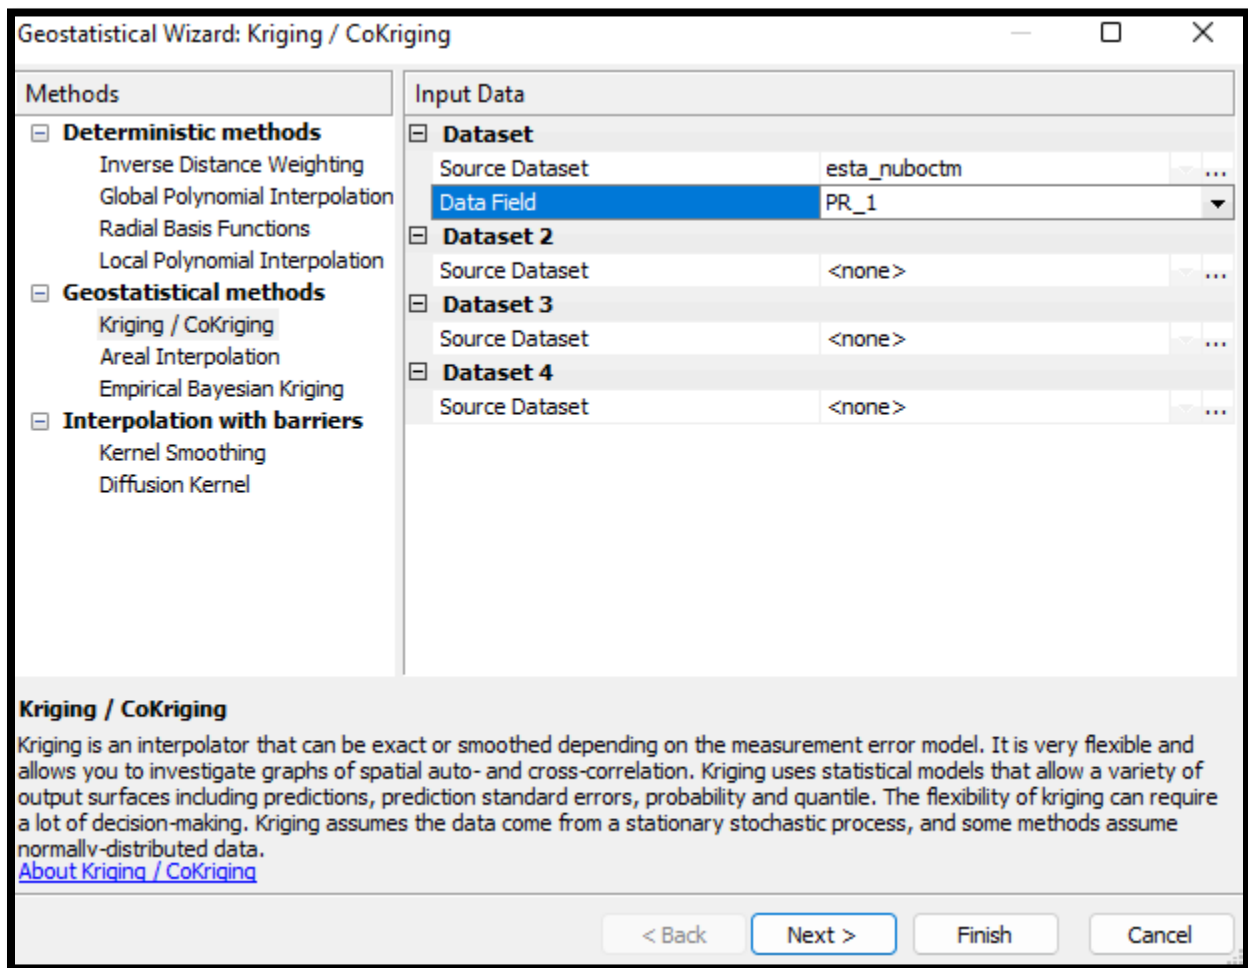 Geostatistical Wizard: Kriging / CoKriging
Methods
Deterministic methods
Inverse Distance Weighting
Global Polynomial Interpolation
Radial Basis Functions
Local Polynomial Interpolation
Geostatistical methods
Kriging / CoKriging
Areal Interpolation
Empirical Bayesian Kriging
Interpolation with barriers
Kernel Smoothing
Diffusion Kernel
Input Data
Dataset
Source Dataset esta_nuboctm ...
Data Field PR_1
Dataset 2
Source Dataset <none> ...
Dataset 3
Source Dataset <none> ...
Dataset 4
Source Dataset <none> ...
Kriging / CoKriging
Kriging is an interpolator that can be exact or smoothed depending on the measurement error model. It is very flexible and
allows you to investigate graphs of spatial auto- and cross-correlation. Kriging uses statistical models that allow a variety of
output surfaces including predictions, prediction standard errors, probability and quantile. The flexibility of kriging can require
a lot of decision-making. Kriging assumes the data come from a stationary stochastic process, and some methods assume
normally-distributed data.
About Kriging / CoKriging
< Back Next > Finish Cancel